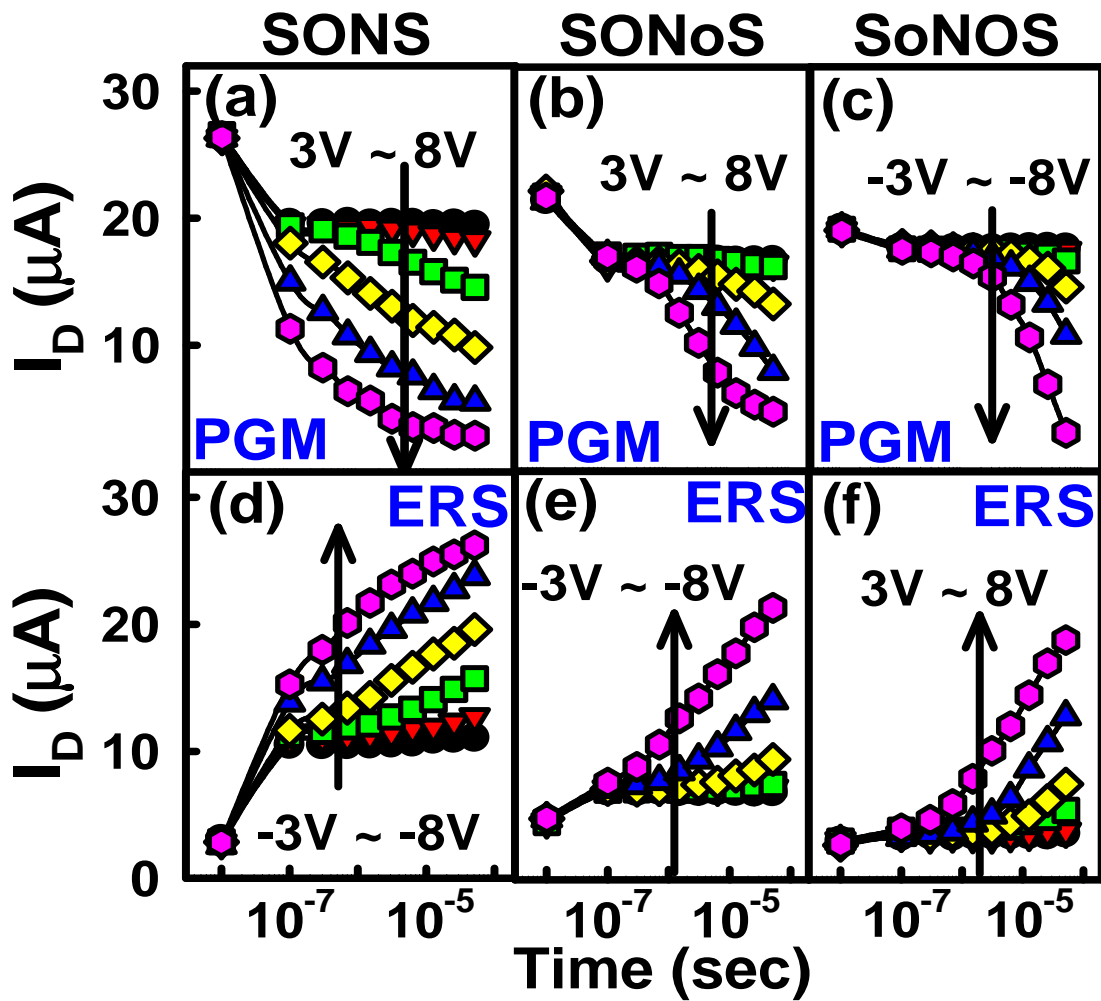 SONS SONoS SoNOS
30 (a) (b) (c)
3V ~ 8V 3V ~ 8V -3V ~ -8V
20
I_D (μA)
10
PGM PGM PGM
30 (d) ERS (e) ERS (f) ERS
-3V ~ -8V 3V ~ 8V
20
I_D (μA)
10
-3V ~ -8V
0
10⁻⁷ 10⁻⁵ 10⁻⁷ 10⁻⁵ 10⁻⁷ 10⁻⁵
Time (sec)